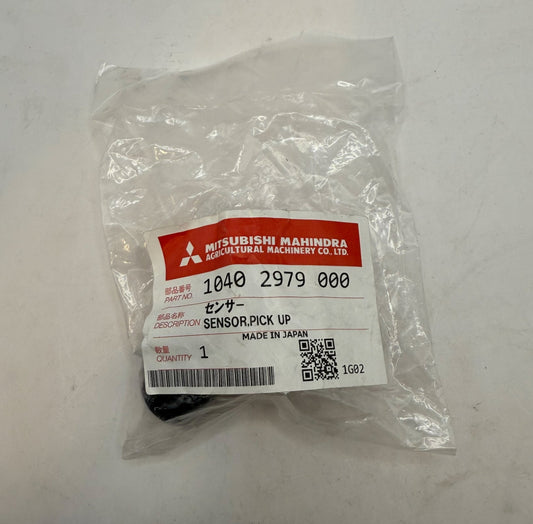 MITSUBISHI MAHINDRA
AGRICULTURAL MACHINERY CO., LTD.
部品番号
PART NO. 1040 2979 000
部品名称 センサー
DESCRIPTION SENSOR,PICK UP
MADE IN JAPAN
数量
QUANTITY 1
1G02